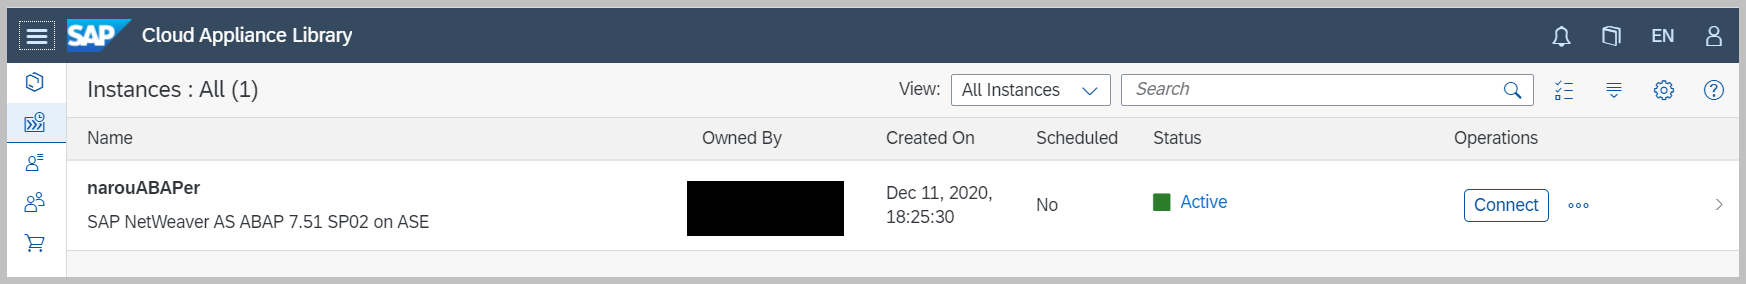 SAP Cloud Appliance Library EN
Instances : All (1) View: All Instances Search
Name Owned By Created On Scheduled Status Operations
narouABAPer
SAP NetWeaver AS ABAP 7.51 SP02 on ASE
Dec 11, 2020,
18:25:30
No
Active
Connect